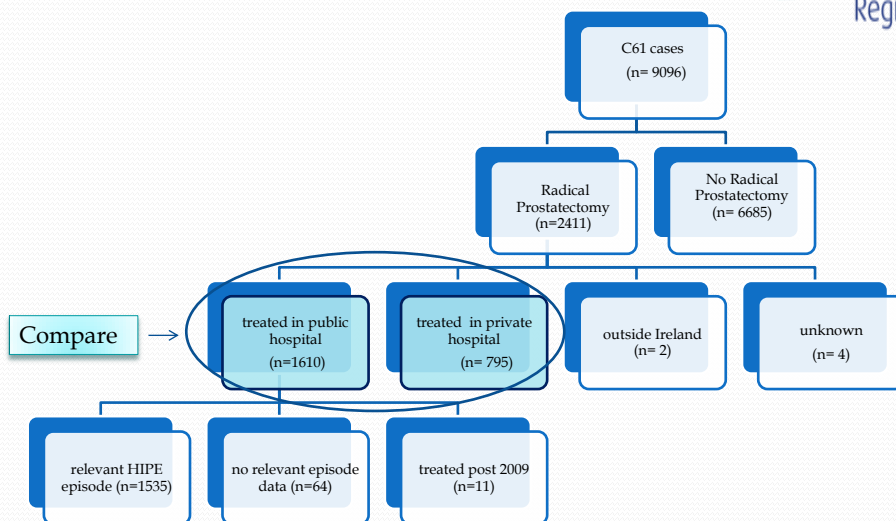 C61 cases
(n= 9096)
Radical
Prostatectomy
(n=2411)
No Radical
Prostatectomy
(n= 6685)
Compare
treated in public
hospital
(n=1610)
treated in private
hospital
(n= 795)
outside Ireland
(n= 2)
unknown
(n= 4)
relevant HIPE
episode (n=1535)
no relevant episode
data (n=64)
treated post 2009
(n=11)